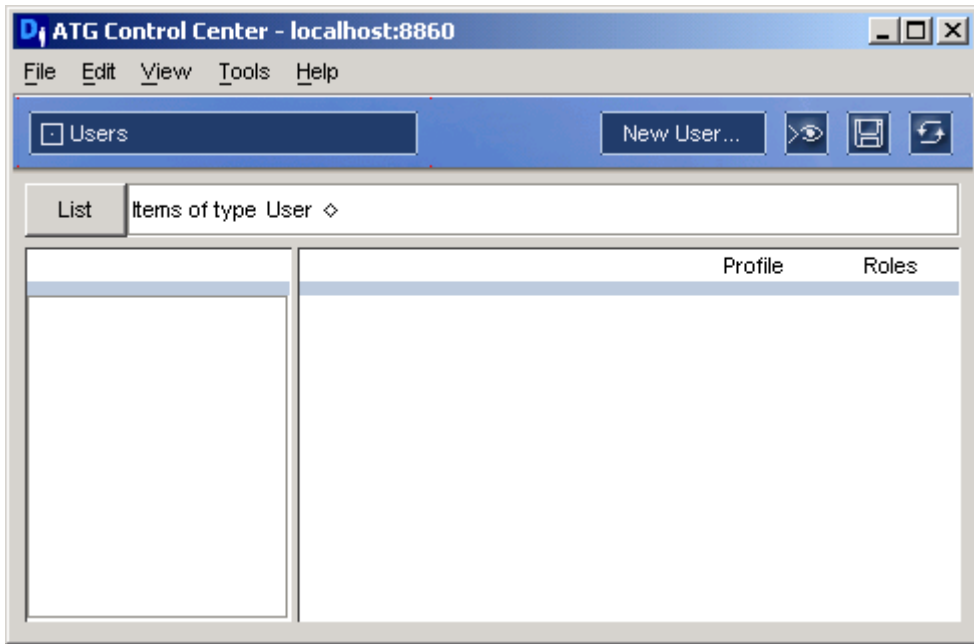 ATG Control Center - localhost:8860
File Edit View Tools Help
Users New User...
List Items of type User
Profile Roles